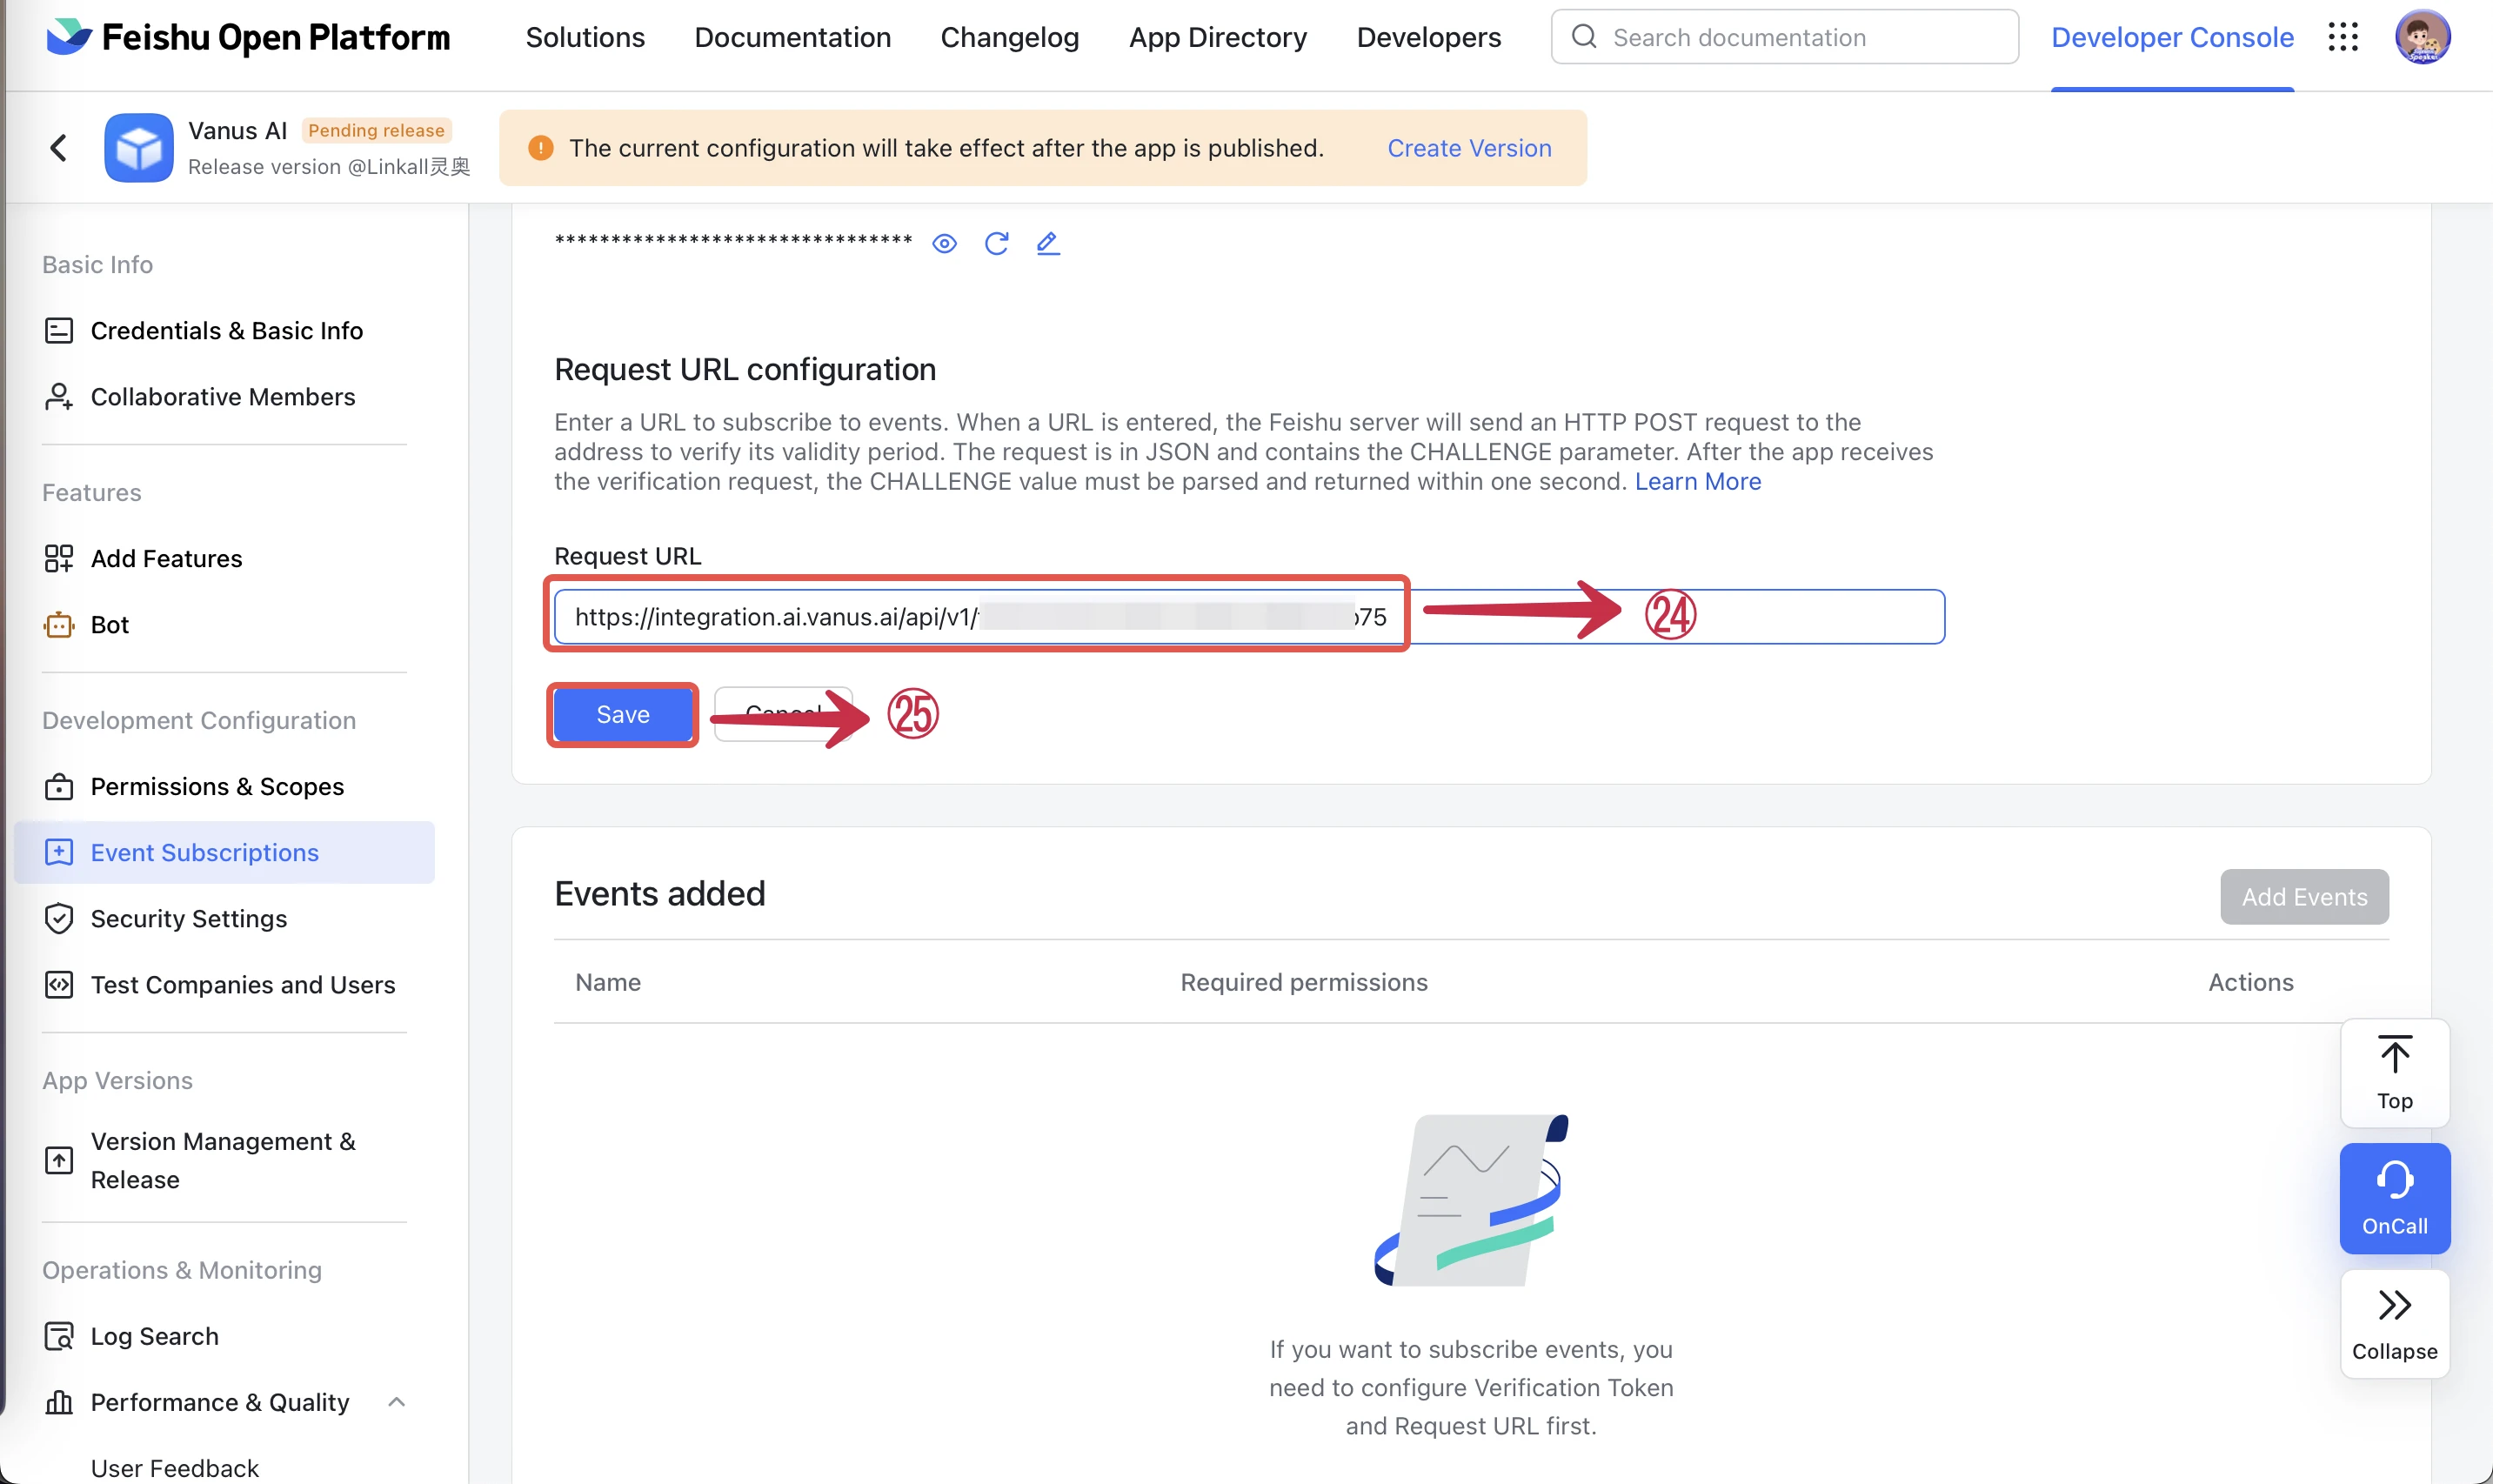 Feishu Open Platform
Solutions
Documentation
Changelog
App Directory
Developers
Search documentation
Developer Console
Vanus AI
Pending release
Release version @Linkall灵奥
The current configuration will take effect after the app is published.
Create Version
Basic Info
Credentials & Basic Info
Collaborative Members
Features
Add Features
Bot
Development Configuration
Permissions & Scopes
Event Subscriptions
Security Settings
Test Companies and Users
App Versions
Version Management &
Release
Operations & Monitoring
Log Search
Performance & Quality
User Feedback
********************************
Request URL configuration
Enter a URL to subscribe to events. When a URL is entered, the Feishu server will send an HTTP POST request to the
address to verify its validity period. The request is in JSON and contains the CHALLENGE parameter. After the app receives
the verification request, the CHALLENGE value must be parsed and returned within one second. Learn More
Request URL
https://integration.ai.vanus.ai/api/v1/ 75
㉔
Save
Cancel
㉕
Events added
Add Events
Name
Required permissions
Actions
If you want to subscribe events, you
need to configure Verification Token
and Request URL first.
Top
OnCall
Collapse